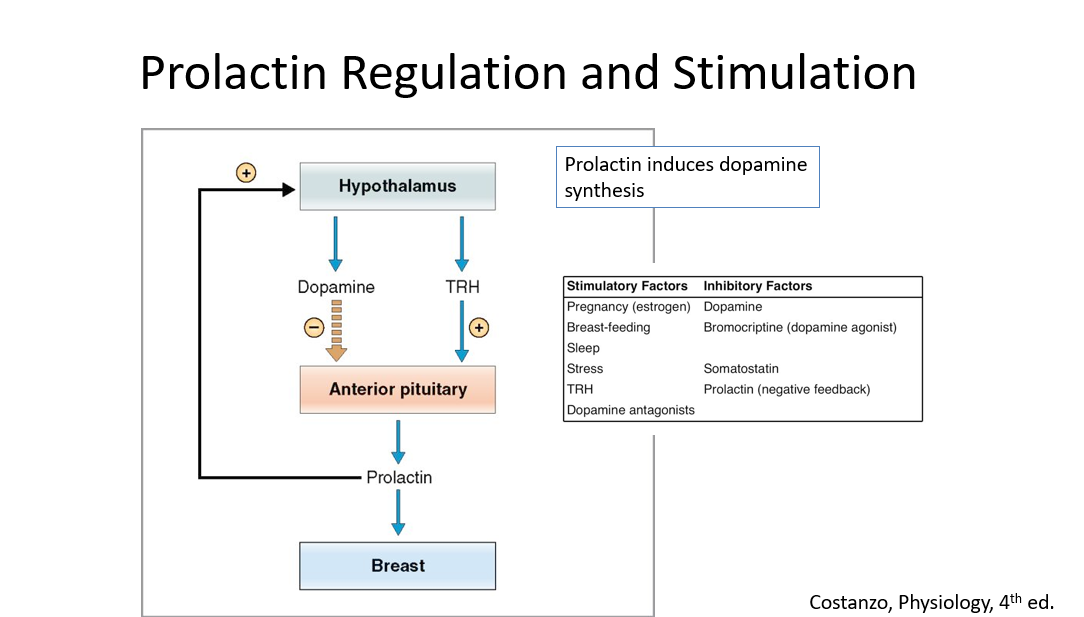 Prolactin Regulation and Stimulation
+
Hypothalamus
Prolactin induces dopamine
synthesis
Dopamine TRH
− +
Anterior pituitary
Prolactin
Breast
Stimulatory Factors Inhibitory Factors
Pregnancy (estrogen) Dopamine
Breast-feeding Bromocriptine (dopamine agonist)
Sleep
Stress Somatostatin
TRH Prolactin (negative feedback)
Dopamine antagonists
Costanzo, Physiology, 4th ed.